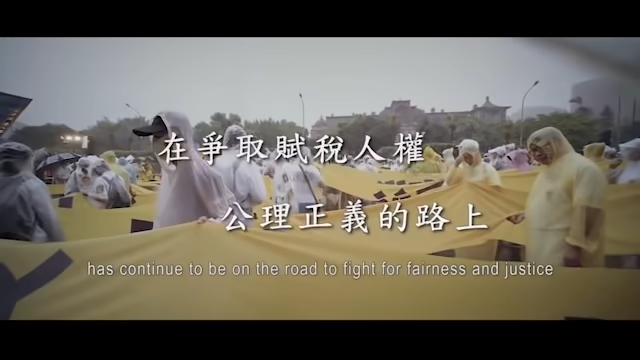 在爭取賦稅人權
公理正義的路上
has continue to be on the road to fight for fairness and justice